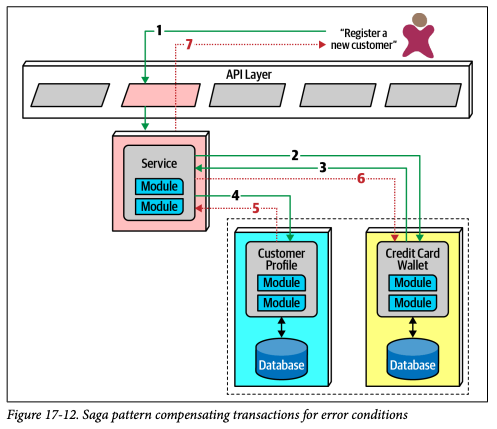 1
"Register a
new customer"
7
API Layer
Service
Module
Module
2
3
6
4
5
Customer
Profile
Module
Module
Database
Credit Card
Wallet
Module
Module
Database
Figure 17-12. Saga pattern compensating transactions for error conditions